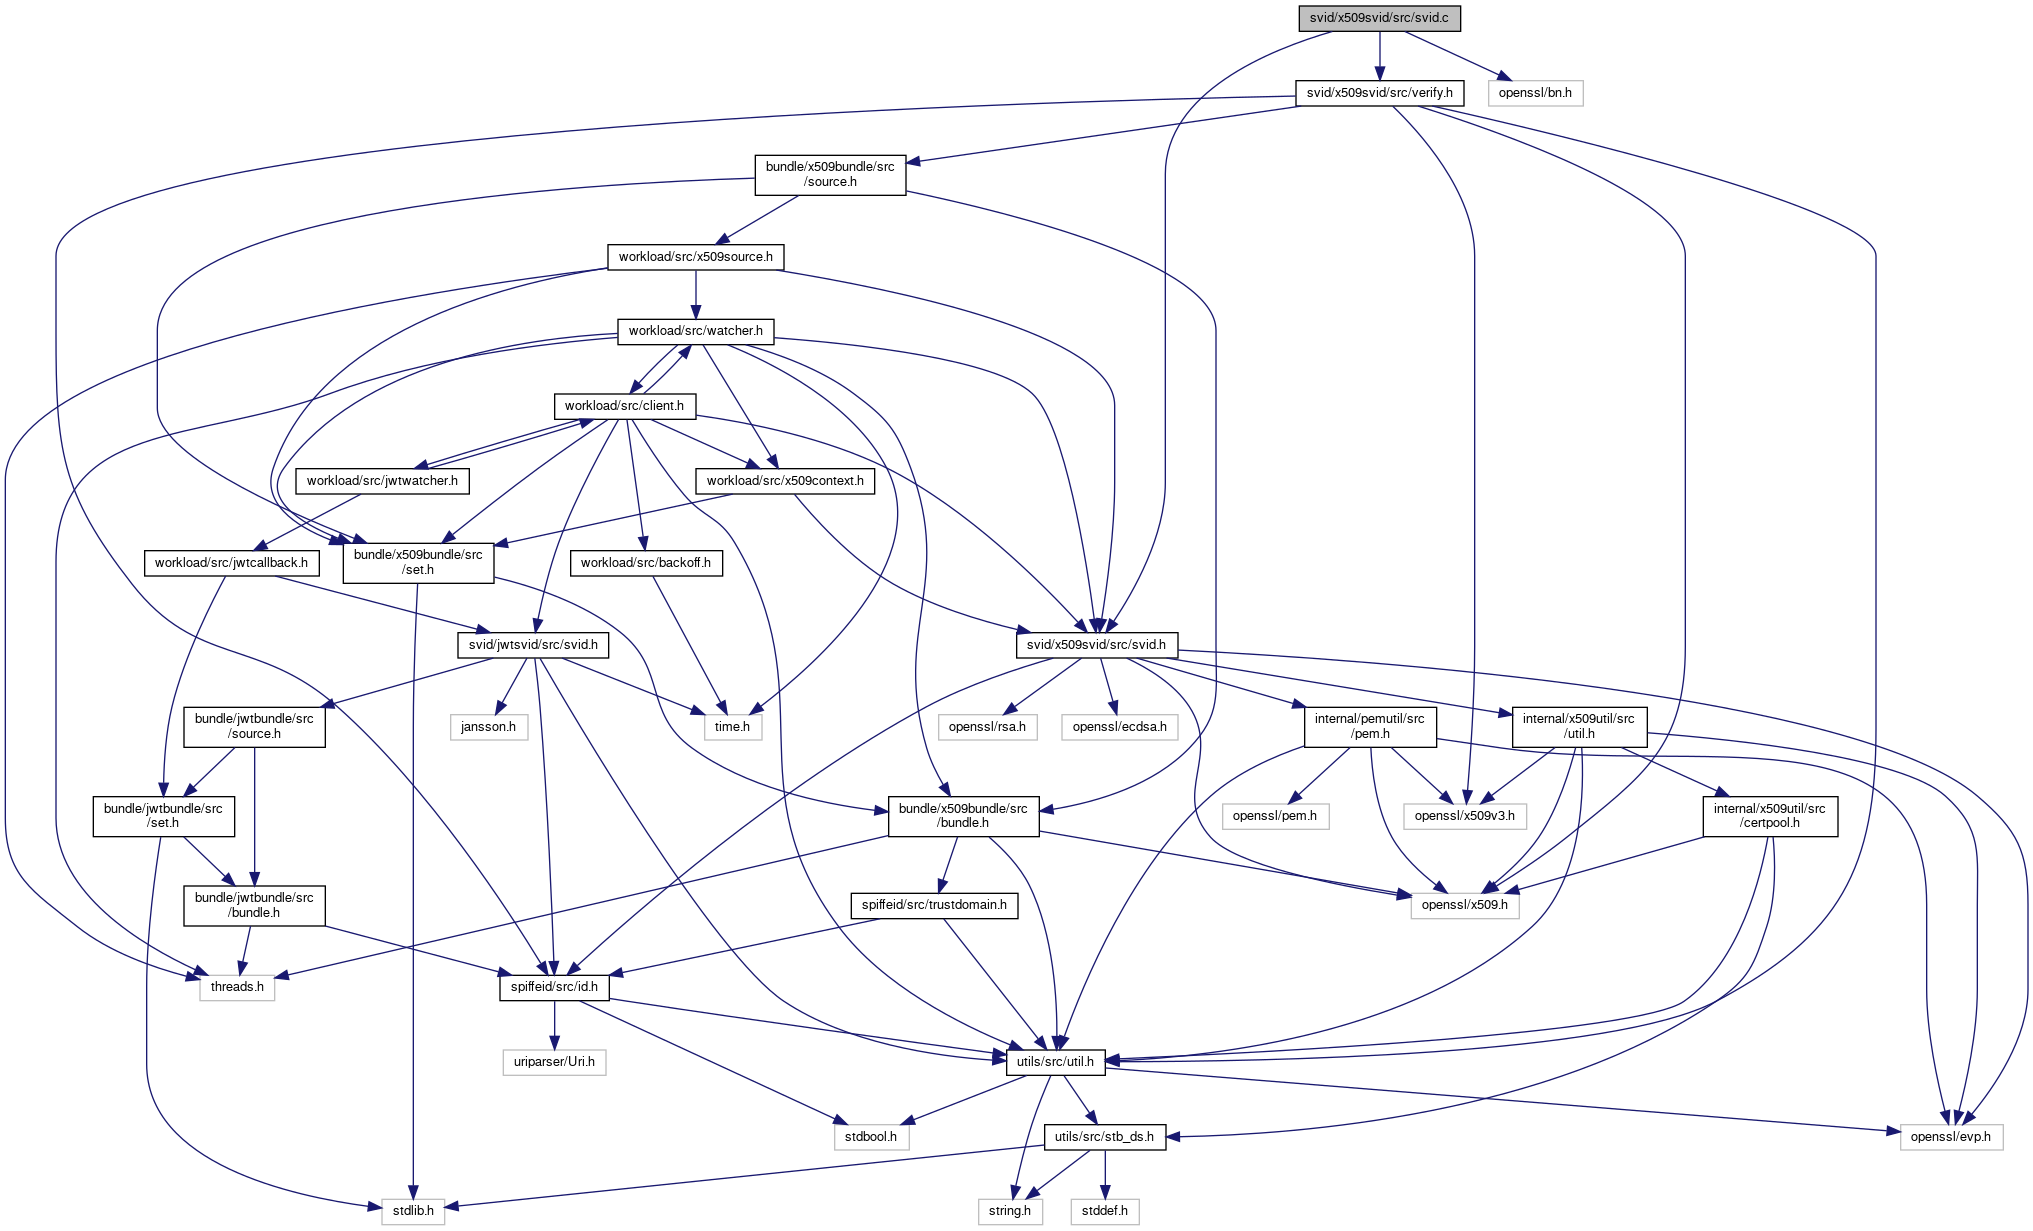 svid/x509svid/src/svid.c
svid/x509svid/src/verify.h
openssl/bn.h
bundle/x509bundle/src
/source.h
workload/src/x509source.h
workload/src/watcher.h
workload/src/client.h
workload/src/jwtwatcher.h
workload/src/x509context.h
workload/src/jwtcallback.h
bundle/x509bundle/src
/set.h
workload/src/backoff.h
svid/jwtsvid/src/svid.h
svid/x509svid/src/svid.h
bundle/jwtbundle/src
/source.h
jansson.h
time.h
openssl/rsa.h
openssl/ecdsa.h
internal/pemutil/src
/pem.h
internal/x509util/src
/util.h
bundle/jwtbundle/src
/set.h
bundle/x509bundle/src
/bundle.h
openssl/pem.h
openssl/x509v3.h
internal/x509util/src
/certpool.h
bundle/jwtbundle/src
/bundle.h
spiffeid/src/trustdomain.h
openssl/x509.h
threads.h
spiffeid/src/id.h
uriparser/Uri.h
utils/src/util.h
stdbool.h
utils/src/stb_ds.h
openssl/evp.h
stdlib.h
string.h
stddef.h